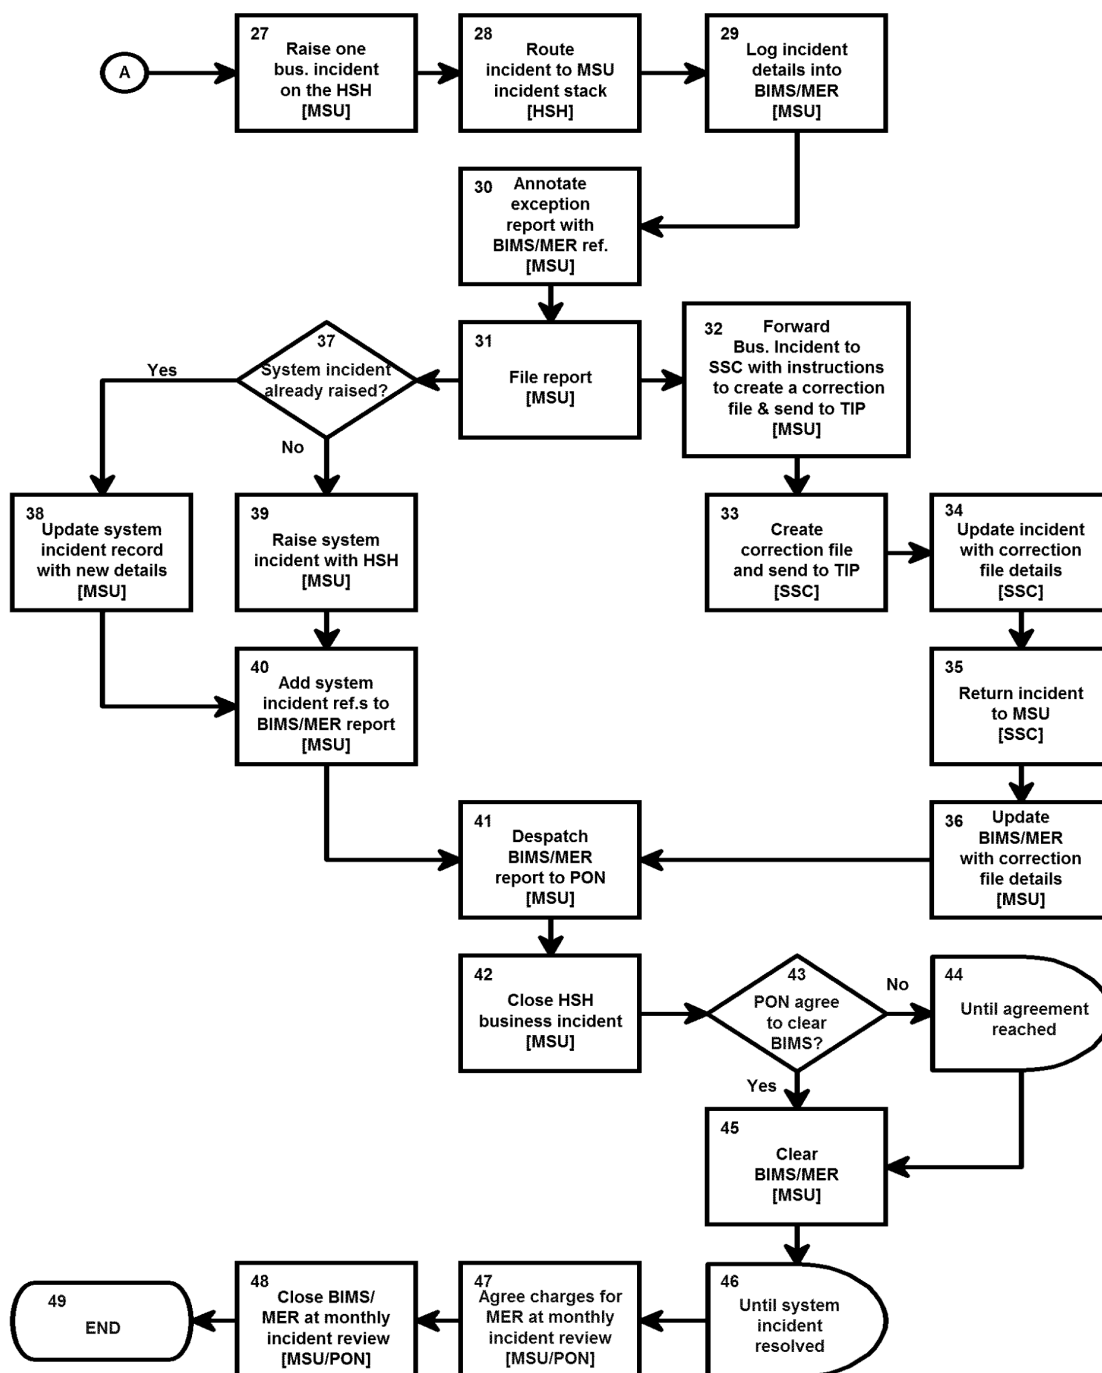 A
27
Raise one
bus. incident
on the HSH
[MSU]
28
Route
incident to MSU
incident stack
[HSH]
29
Log incident
details into
BIMS/MER
[MSU]
30
Annotate
exception
report with
BIMS/MER ref.
[MSU]
31
File report
[MSU]
32
Forward
Bus. Incident to
SSC with instructions
to create a correction
file & send to TIP
[MSU]
37
System incident
already raised?
Yes
No
33
Create
correction file
and send to TIP
[SSC]
34
Update incident
with correction
file details
[SSC]
38
Update system
incident record
with new details
[MSU]
39
Raise system
incident with HSH
[MSU]
35
Return incident
to MSU
[SSC]
40
Add system
incident ref.s to
BIMS/MER report
[MSU]
36
Update
BIMS/MER
with correction
file details
[MSU]
41
Despatch
BIMS/MER
report to PON
[MSU]
42
Close HSH
business incident
[MSU]
43
PON agree
to clear
BIMS?
No
Yes
44
Until agreement
reached
45
Clear
BIMS/MER
[MSU]
46
Until system
incident
resolved
47
Agree charges for
MER at monthly
incident review
[MSU/PON]
48
Close BIMS/
MER at monthly
incident review
[MSU/PON]
49
END